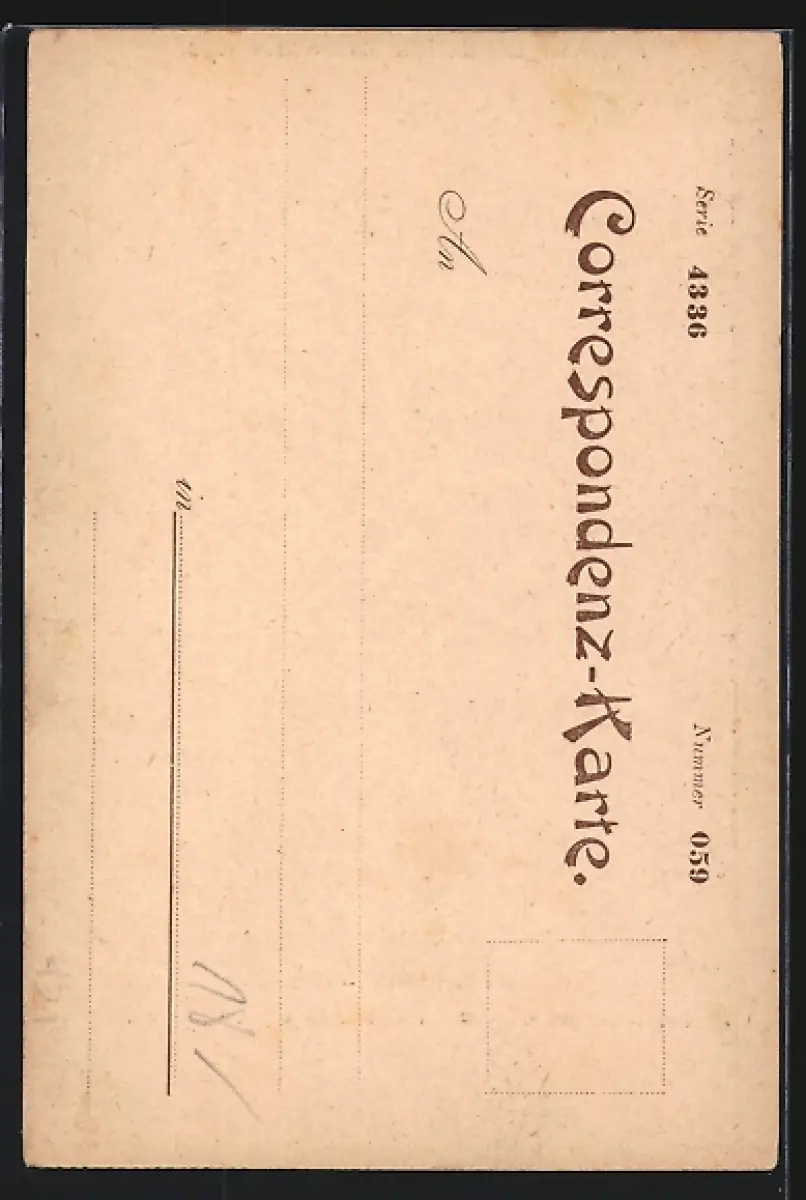 Serie 4336 Nummer 059
Correspondenz-Karte.
An
in